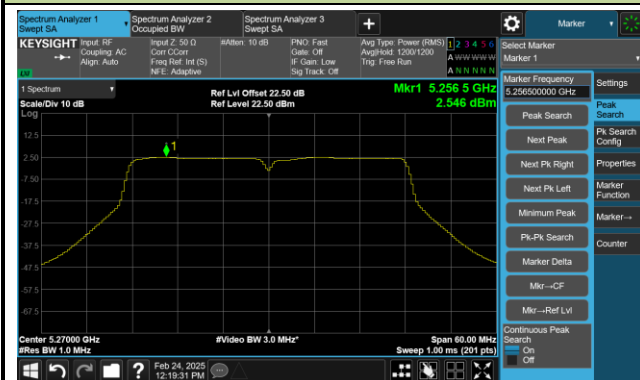 Spectrum Analyzer 1
Swept SA
Spectrum Analyzer 2
Occupied BW
Spectrum Analyzer 3
Swept SA
Marker
KEYSIGHT
Input: RF
Coupling: AC
Align: Auto
Input Z: 50 Ω
Corr CCorr
Freq Ref: Int (S)
NFE: Adaptive
#Atten: 10 dB
PNO: Fast
Gate: Off
IF Gain: Low
Sig Track: Off
Avg Type: Power (RMS)
Avg|Hold: 1200/1200
Trig: Free Run
1 2 3 4 5 6
A W W W W W
A N N N N N
Select Marker
Marker 1
1 Spectrum
Scale/Div 10 dB
Log
Ref Lvl Offset 22.50 dB
Ref Level 22.50 dBm
Mkr1 5.256 5 GHz
2.546 dBm
12.5
2.50
-7.50
-17.5
-27.5
-37.5
-47.5
-57.5
-67.5
1
Center 5.27000 GHz
#Res BW 1.0 MHz
#Video BW 3.0 MHz*
Span 60.00 MHz
Sweep 1.00 ms (201 pts)
Marker Frequency
5.256500000 GHz
Peak Search
Next Peak
Next Pk Right
Next Pk Left
Minimum Peak
Pk-Pk Search
Marker Delta
Mkr→CF
Mkr→Ref Lvl
Continuous Peak
Search
On
Off
Settings
Peak
Search
Pk Search
Config
Properties
Marker
Function
Marker→
Counter
Feb 24, 2025
12:19:31 PM